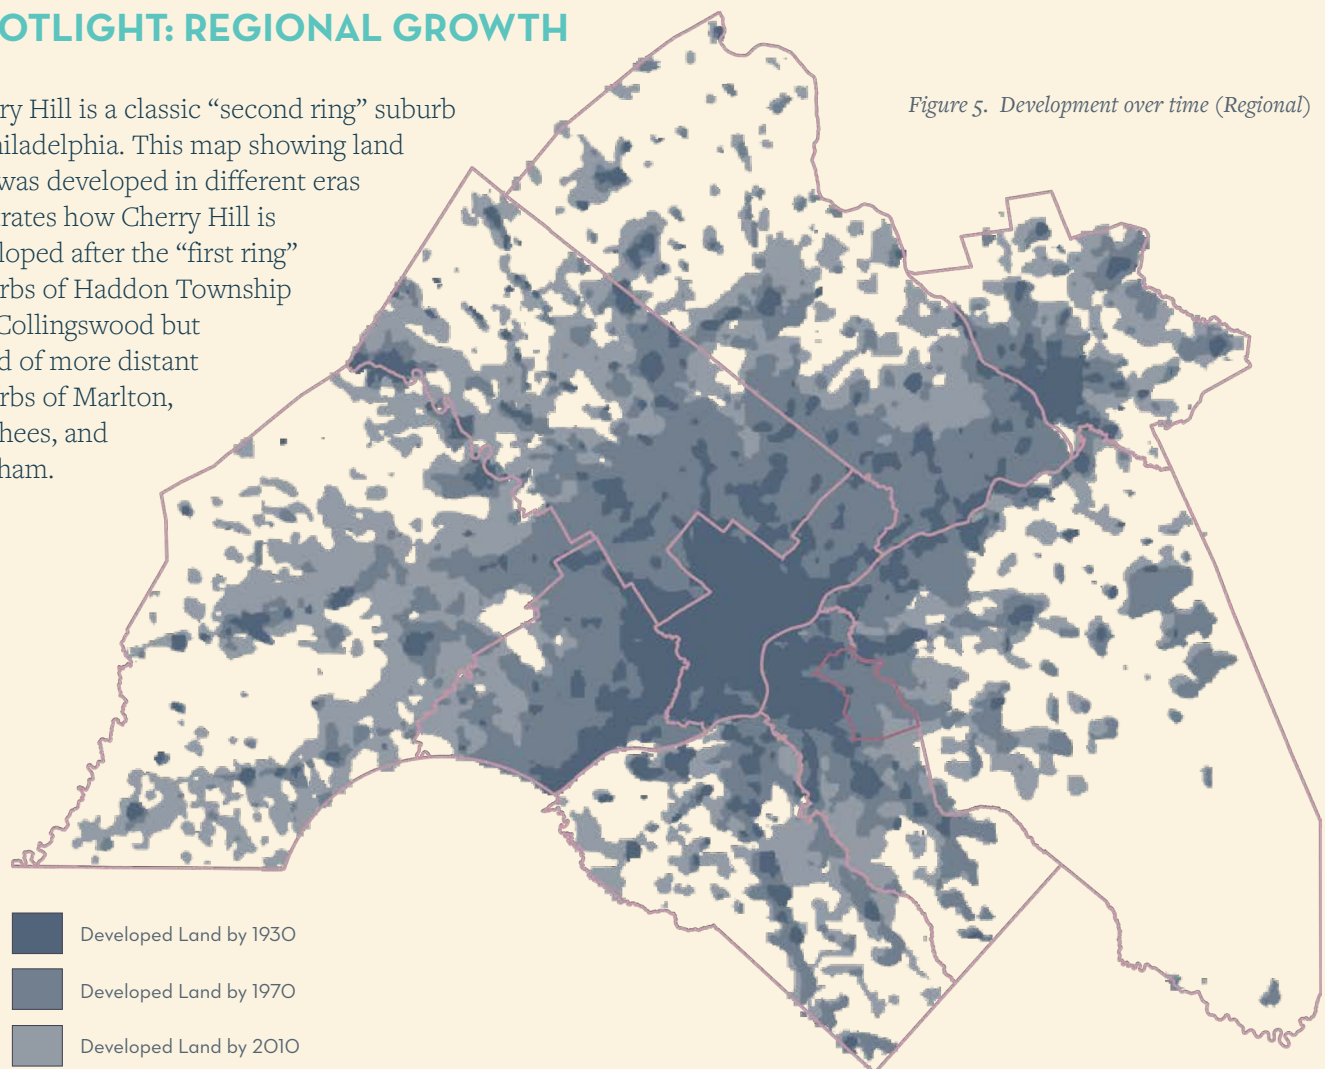 OTLIGHT: REGIONAL GROWTH
ry Hill is a classic “second ring” suburb
hiladelphia. This map showing land
was developed in different eras
rates how Cherry Hill is
loped after the “first ring”
rbs of Haddon Township
Collingswood but
d of more distant
rbs of Marlton,
hees, and
ham.
Figure 5. Development over time (Regional)
Developed Land by 1930
Developed Land by 1970
Developed Land by 2010